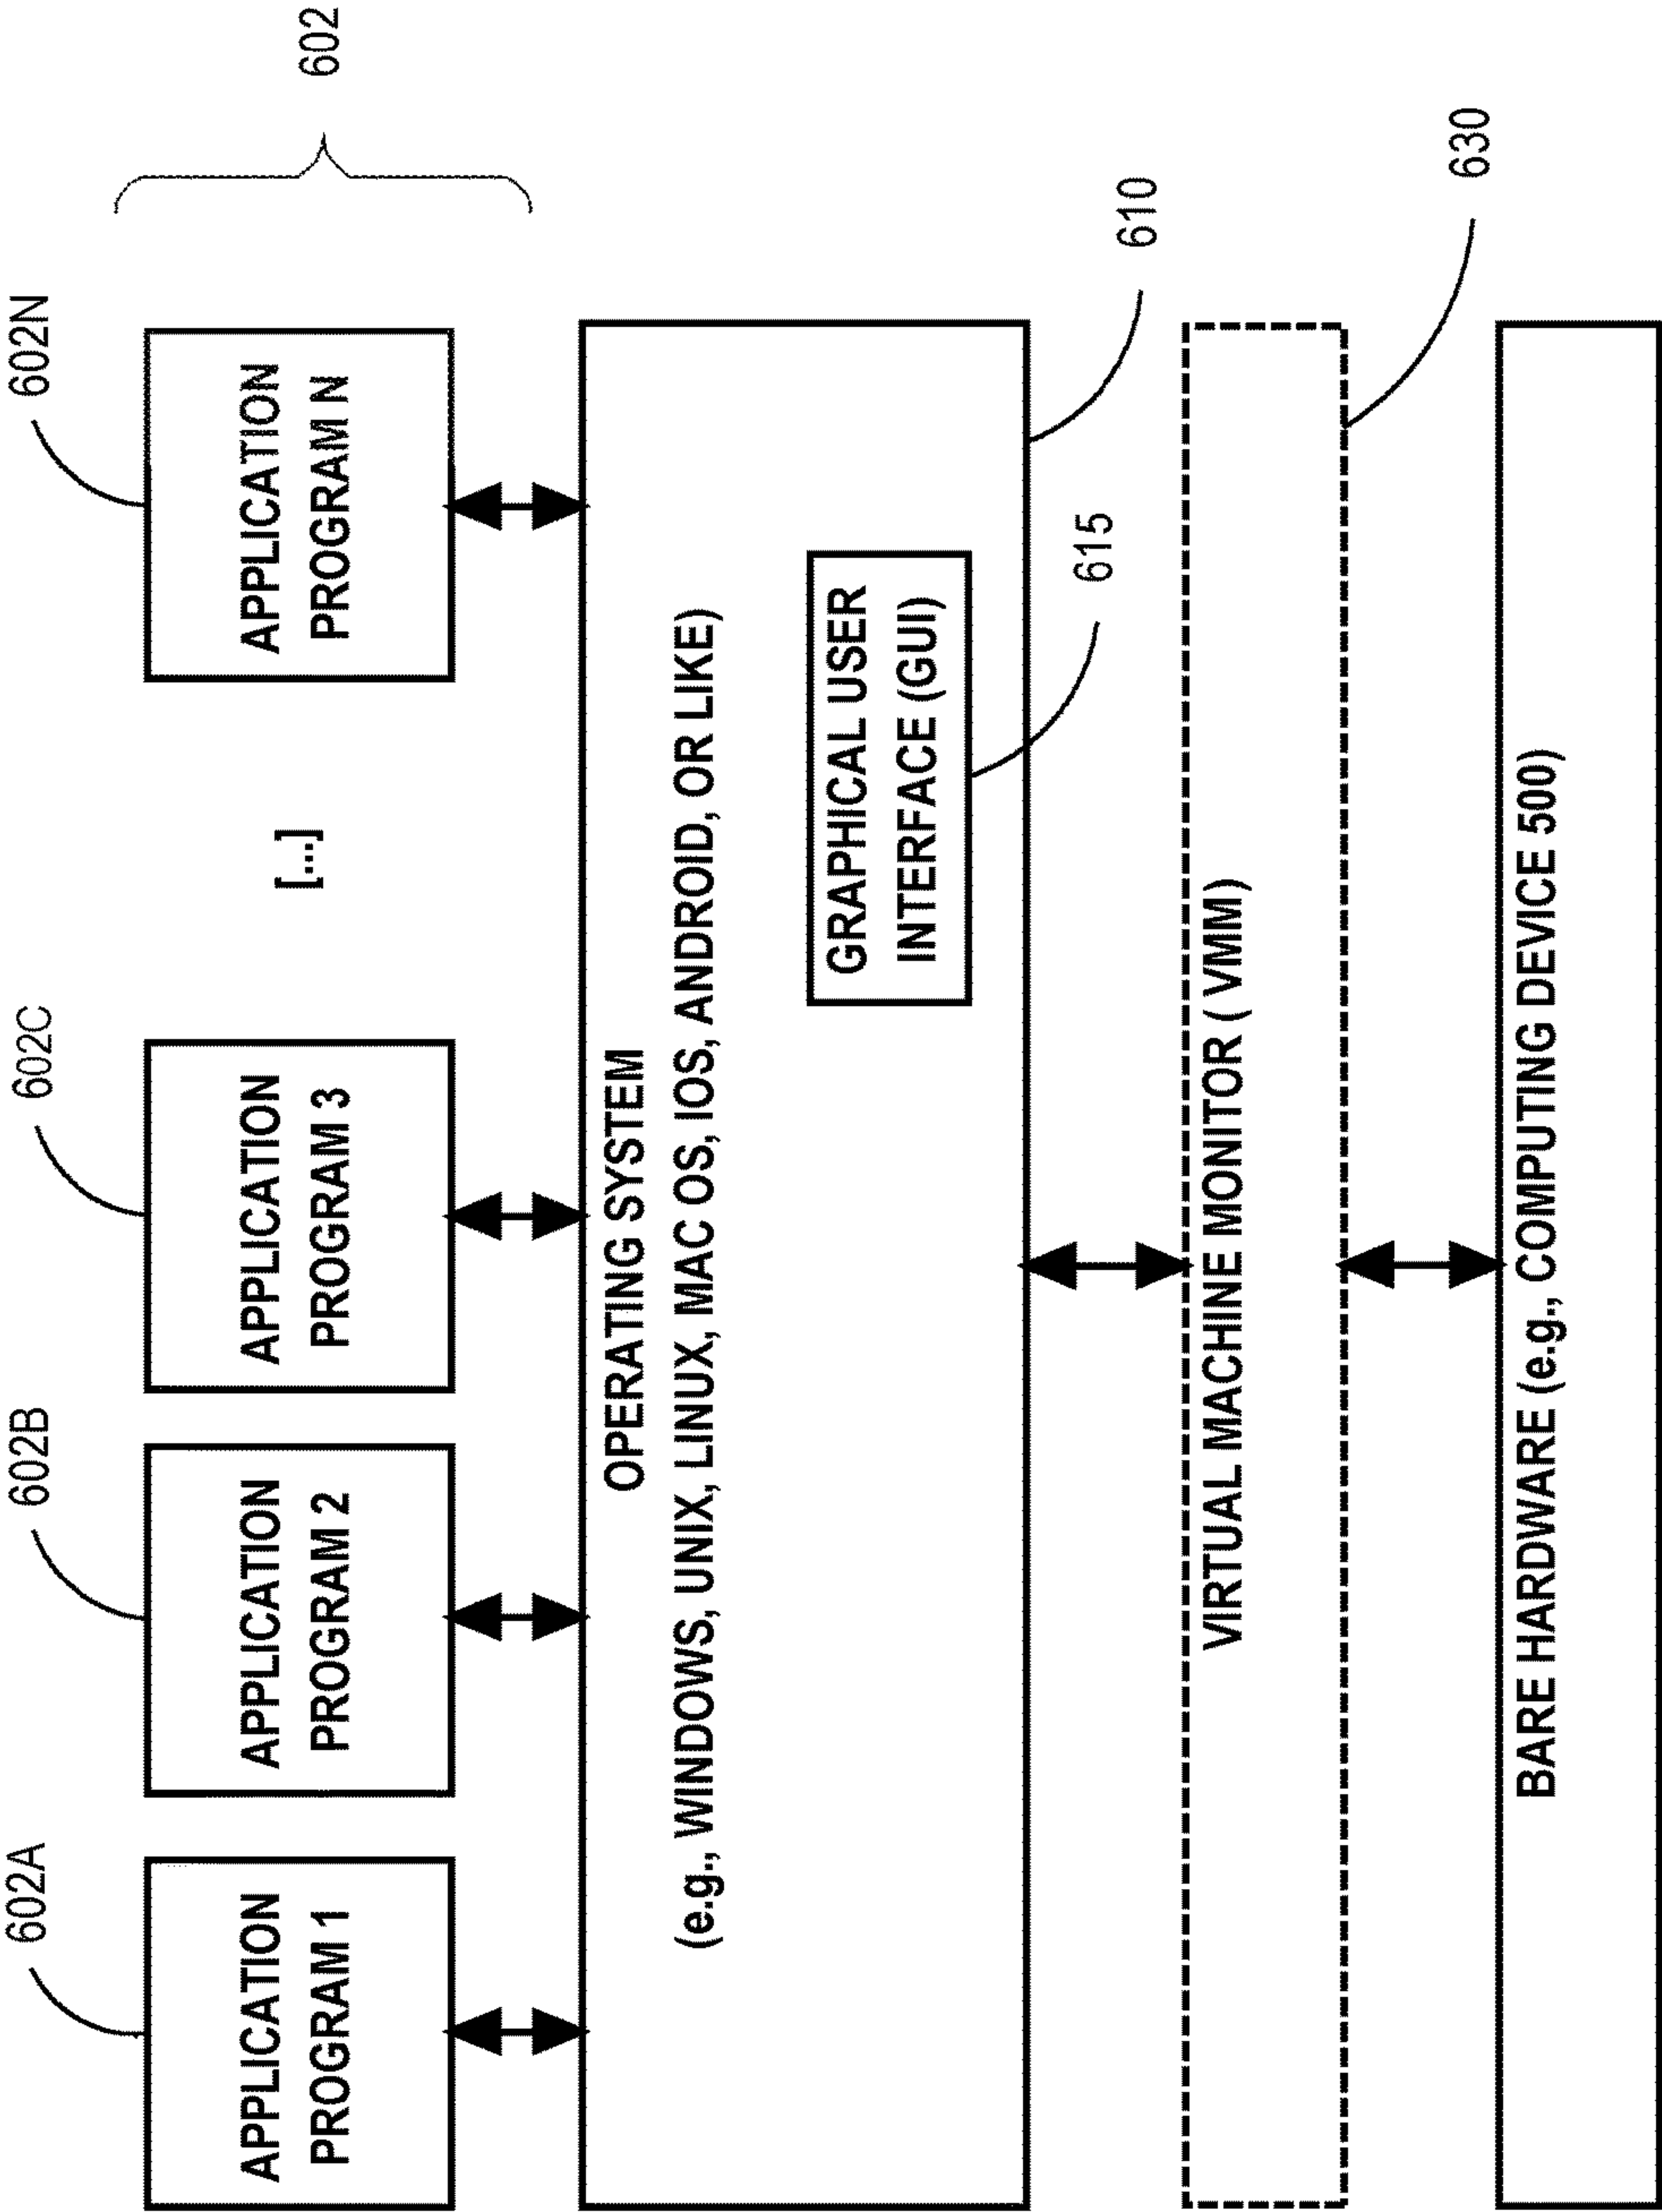 602A
602B
602C
602N
602
APPLICATION
PROGRAM 1
APPLICATION
PROGRAM 2
APPLICATION
PROGRAM 3
[...]
APPLICATION
PROGRAM N
OPERATING SYSTEM
(e.g., WINDOWS, UNIX, LINUX, MAC OS, IOS, ANDROID, OR LIKE)
GRAPHICAL USER
INTERFACE (GUI)
610
615
VIRTUAL MACHINE MONITOR ( VMM)
630
BARE HARDWARE (e.g., COMPUTING DEVICE 500)